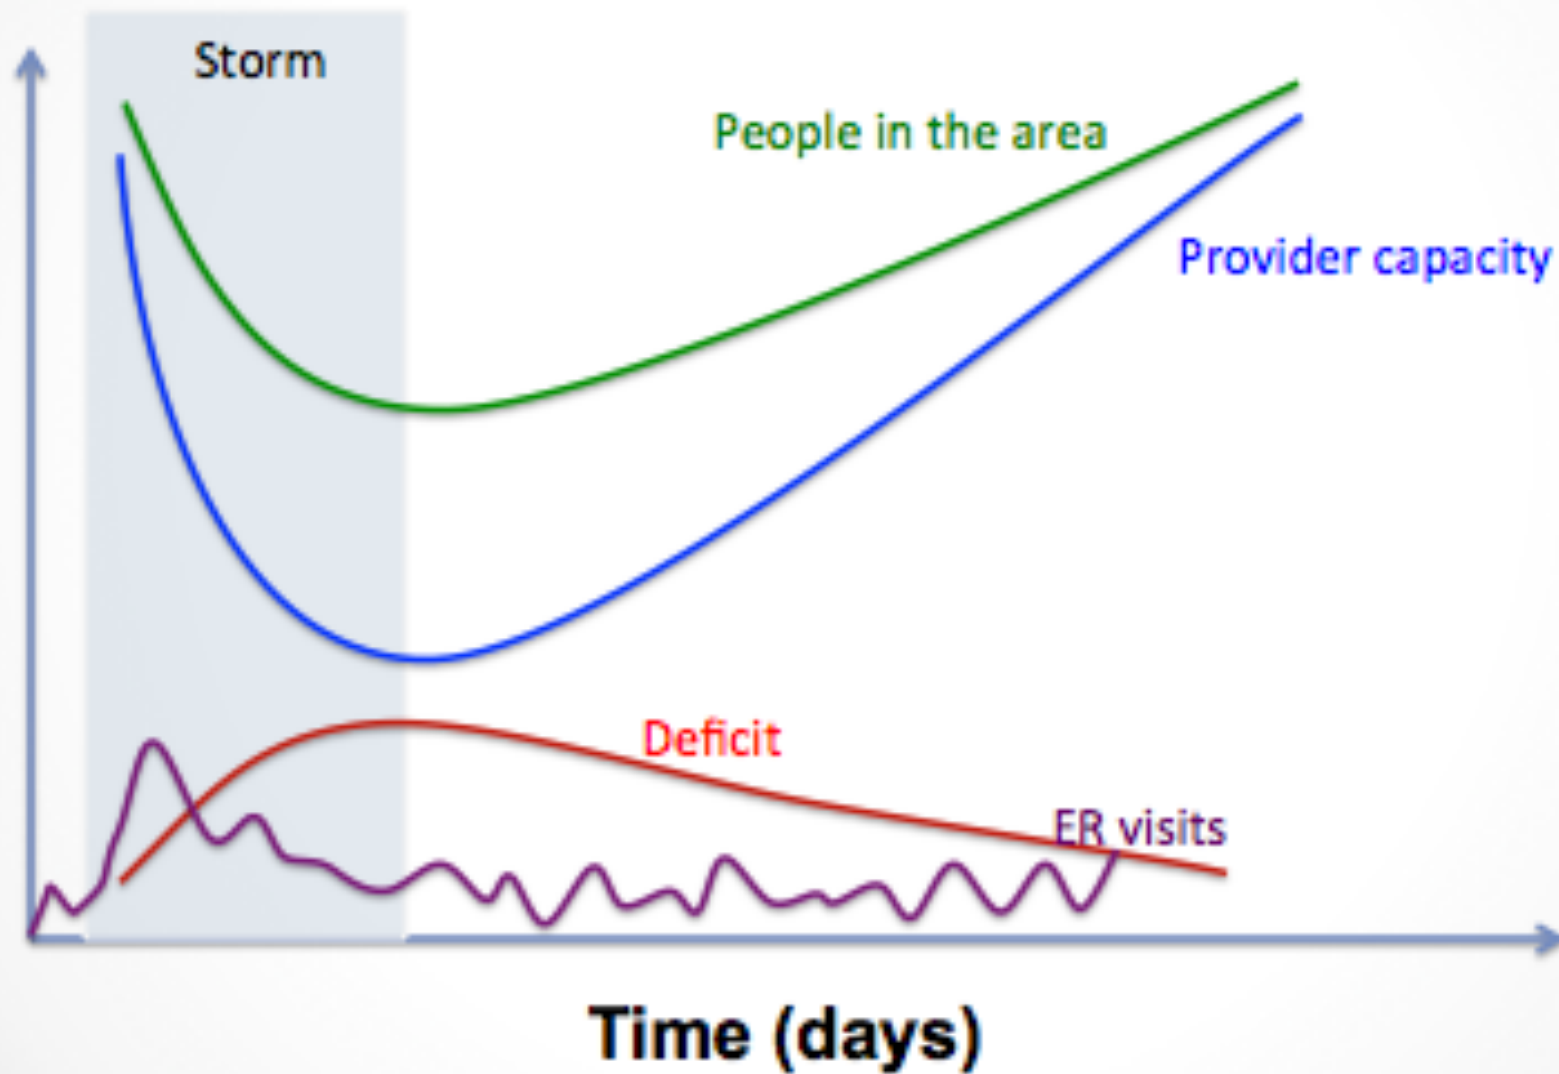 Storm
People in the area
Provider capacity
Deficit
ER visits
Time (days)